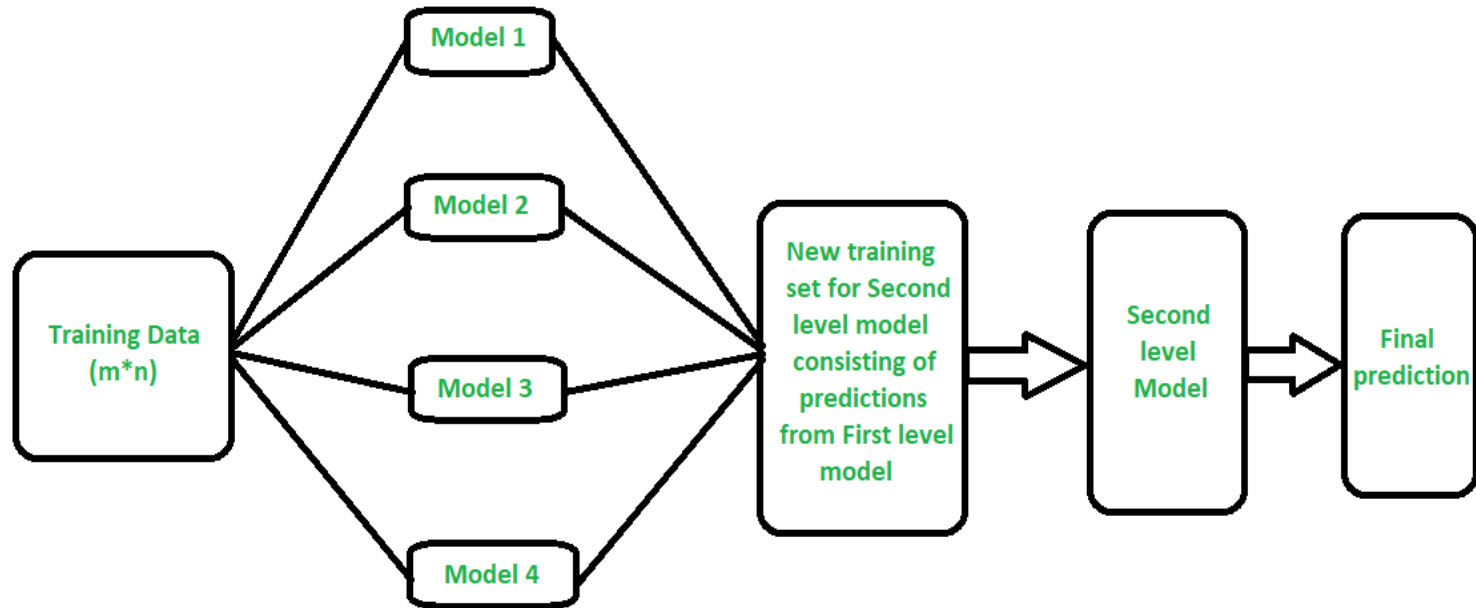 Model 1
Model 2
Training Data
(m*n)
Model 3
Model 4
New training
set for Second
level model
consisting of
predictions
from First level
model
Second
level
Model
Final
prediction